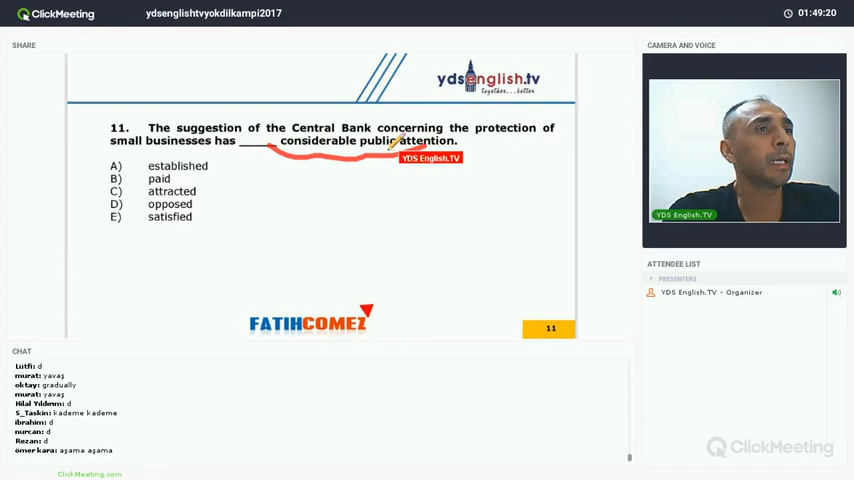 ClickMeeting
ydsenglishtvyokdilkampi2017
01:49:20
SHARE
CAMERA AND VOICE
ydsenglish.tv
together...better
11. The suggestion of the Central Bank concerning the protection of
small businesses has _____ considerable public attention.
YDS English.TV
A) established
B) paid
C) attracted
D) opposed
E) satisfied
FATIHCOMEZ
11
YDS English.TV
ATTENDEE LIST
PRESENTERS
YDS English.TV - Organizer
CHAT
Lütfi: d
murat: yavaş
oktay: gradually
murat: yavaş
Hilal Yıldırım: d
S_Taskin: kademe kademe
ibrahim: d
nurcan: d
Rezan: d
ömer kara: aşama aşama
ClickMeeting
ClickMeeting.com